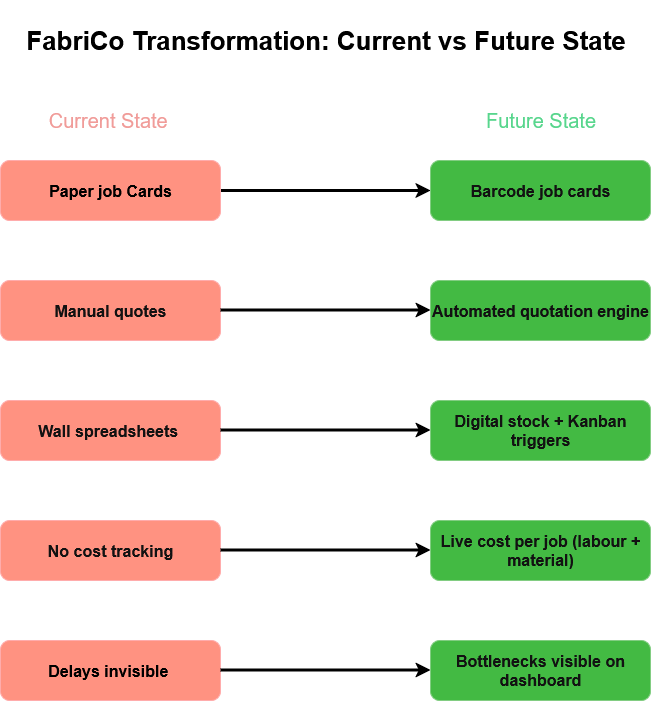 FabriCo Transformation: Current vs Future State
Current State
Future State
Paper job Cards
Barcode job cards
Manual quotes
Automated quotation engine
Wall spreadsheets
Digital stock + Kanban
triggers
No cost tracking
Live cost per job (labour +
material)
Delays invisible
Bottlenecks visible on
dashboard